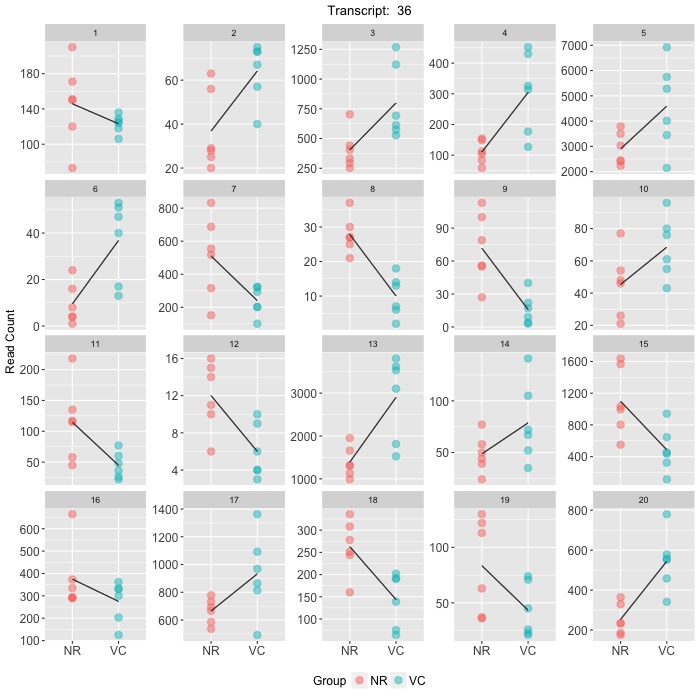 Transcript: 36
1 2 3 4 5
180 140 100
60 40 20
1250 1000 750 500 250
400 300 200 100
7000 6000 5000 4000 3000 2000
6 7 8 9 10
40 20 0
800 600 400 200
30 20 10
90 60 30 0
80 60 40 20
Read Count
11 12 13 14 15
200 150 100 50
16 12 8 4
3000 2000 1000
100 50
1600 1200 800 400
16 17 18 19 20
600 500 400 300 200 100
1400 1200 1000 800 600
300 250 200 150 100
100 50
800 600 400 200
NR VC NR VC NR VC NR VC NR VC
Group NR VC